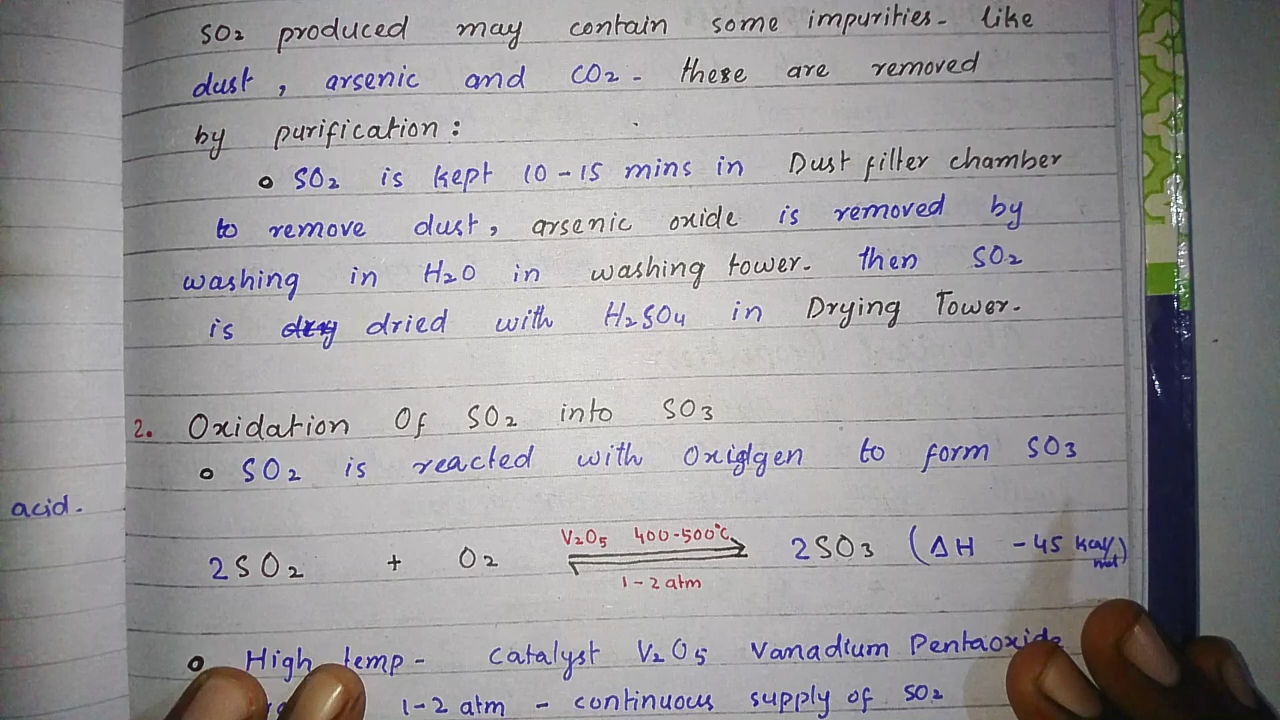 SO2 produced may contain some impurities- like
dust, arsenic and CO2- these are removed
by purification:
SO2 is kept 10-15 mins in Dust filter chamber
to remove dust, arsenic oxide is removed by
washing in H2O in washing tower. then SO2
is dried with H2SO4 in Drying Tower.
2. Oxidation Of SO2 into SO3
SO2 is reacted with Oxigen to form SO3
acid.
V2O5 400-500°C
2SO2 + O2 ⇌ 2SO3 (ΔH -45 Kcal/mol)
1-2 atm
High temp- catalyst V2O5 Vanadium Pentaoxide
1-2 atm - continuous supply of SO2